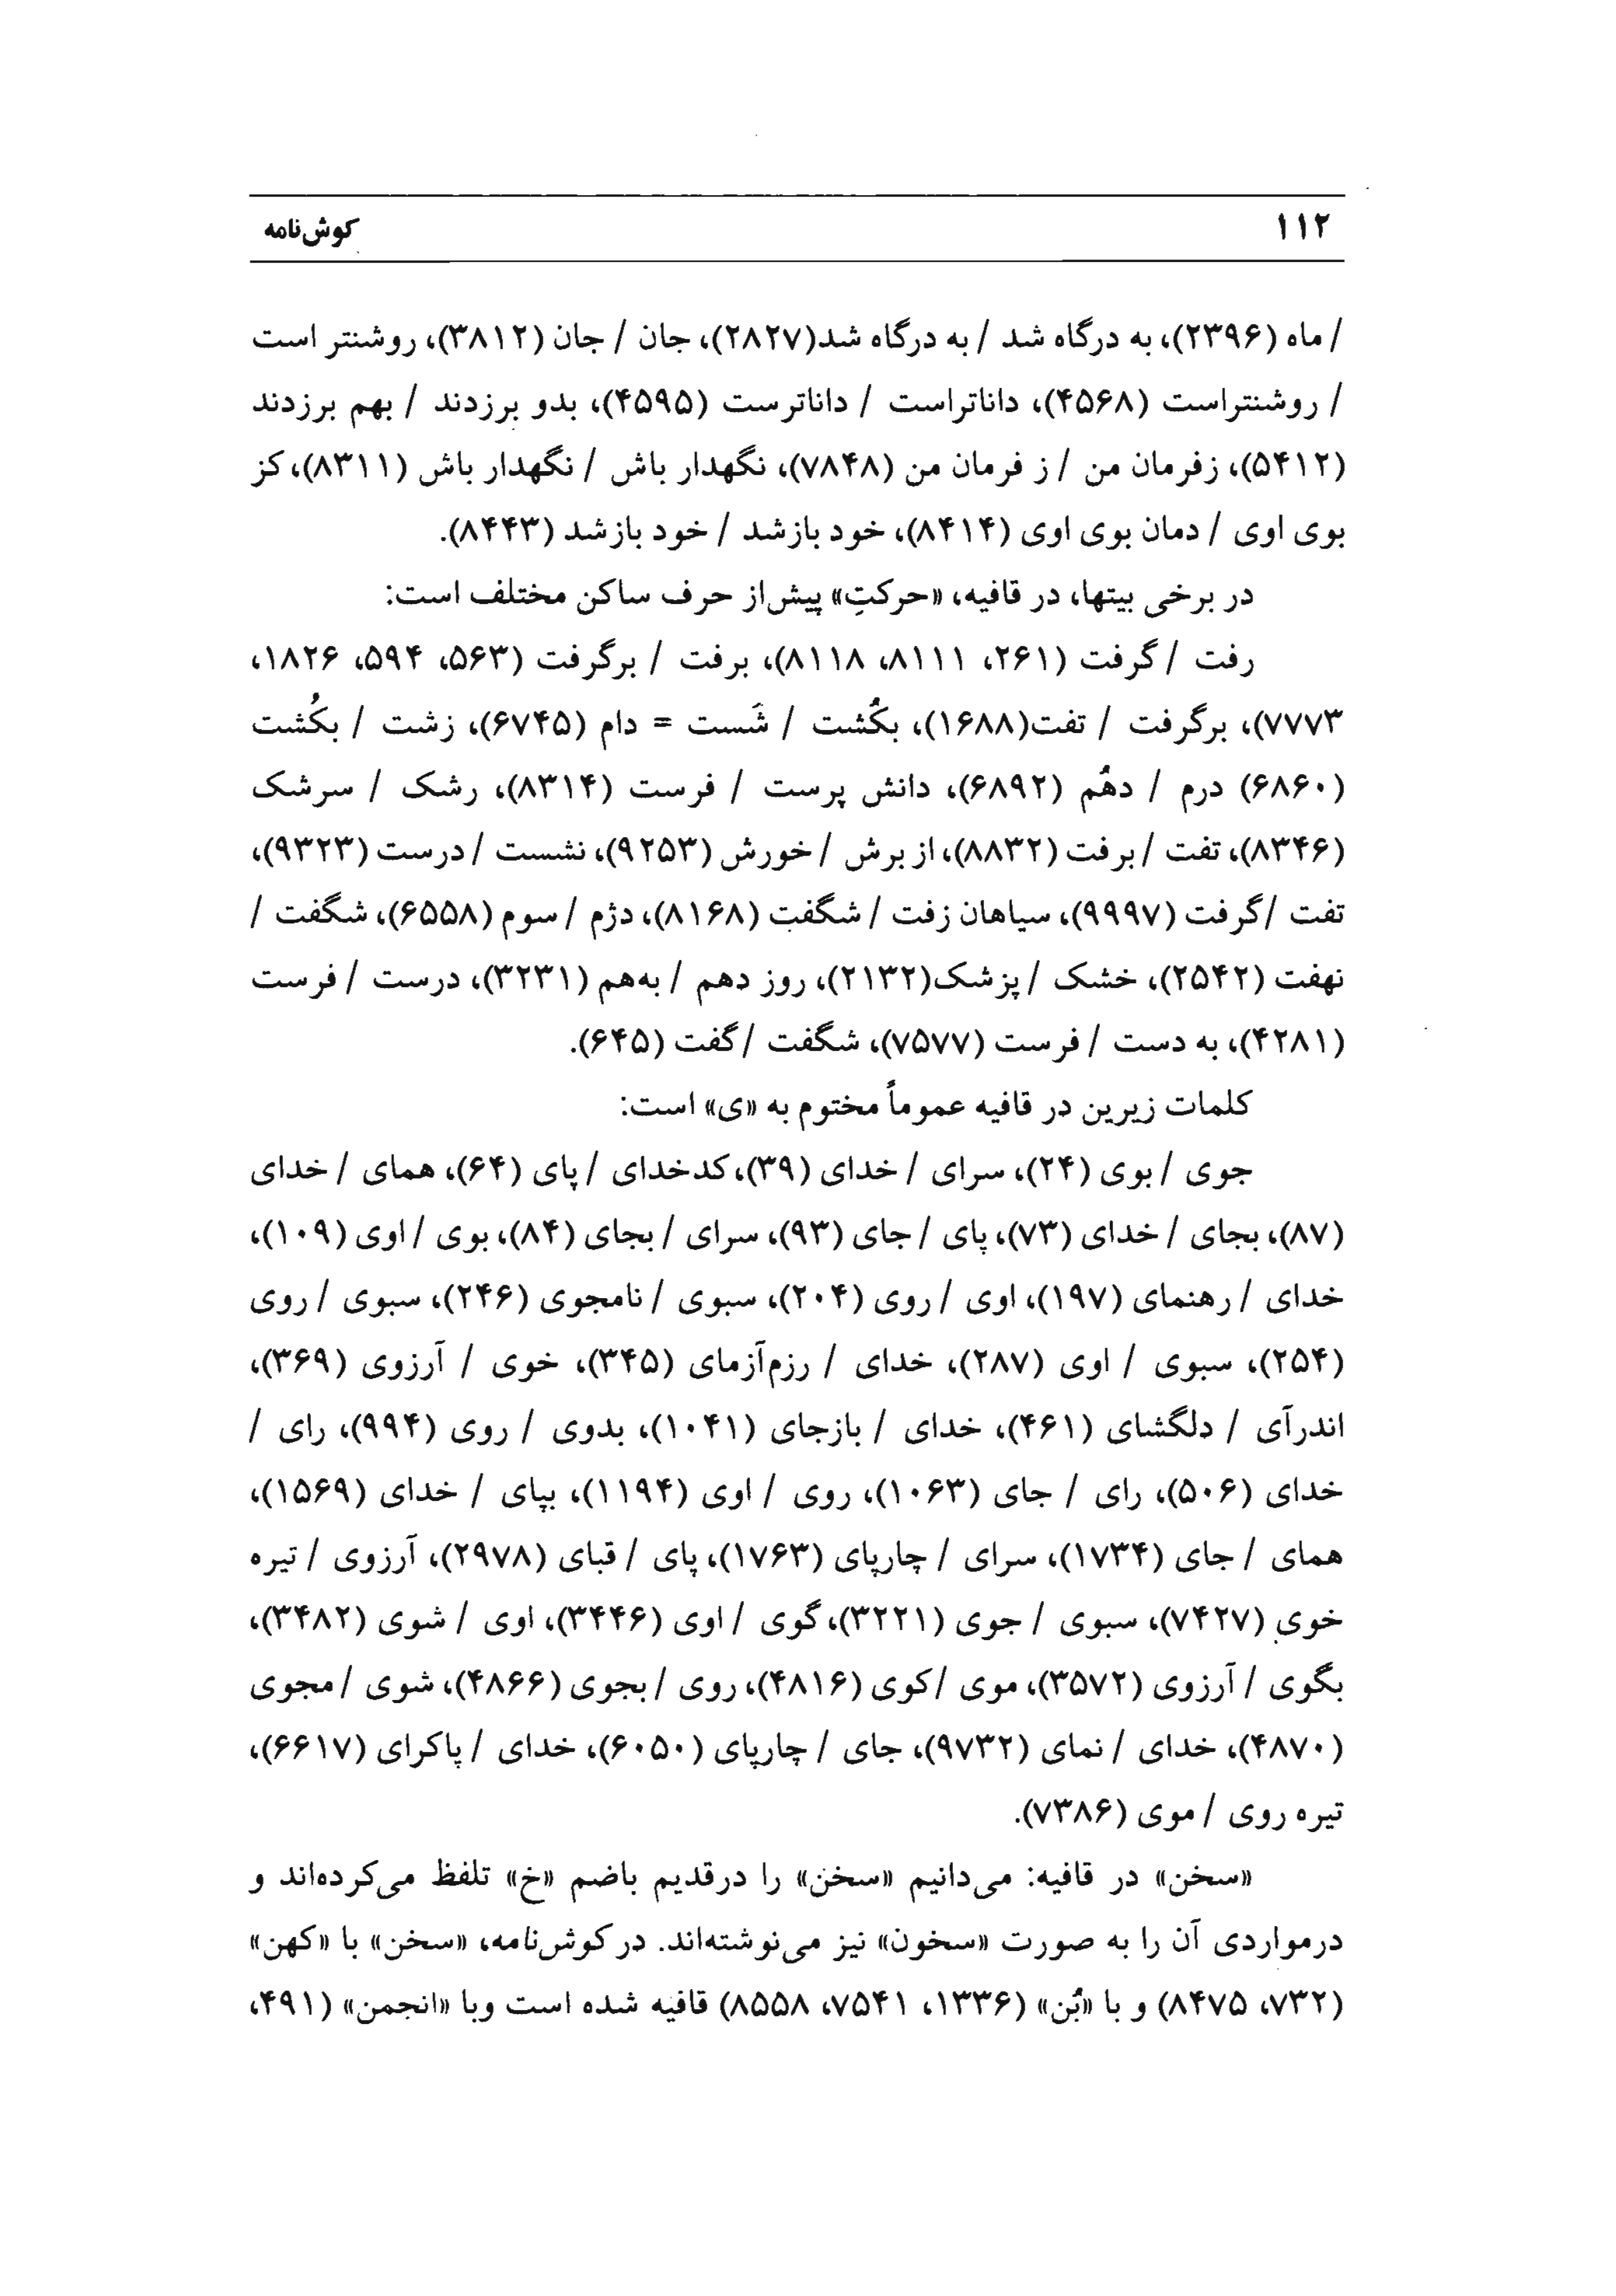 ۱۱۲
کوش‌نامه
/ ماه (۲۳۹۶)، به درگاه شد / به درگاه شد(۲۸۲۷)، جان / جان (۳۸۱۲)، روشنتر است
/ روشنتراست (۴۵۶۸)، داناتراست / داناترست (۴۵۹۵)، بدو برزدند / بهم برزدند
(۵۴۱۲)، زفرمان من / ز فرمان من (۷۸۴۸)، نگهدار باش / نگهدار باش (۸۳۱۱)، کز
بوی اوی / دمان بوی اوی (۸۴۱۴)، خود بازشد / خود بازشد (۸۴۴۳).
در برخی بیتها، در قافیه، «حرکتِ» پیش‌از حرف ساکن مختلف است:
رفت / گرفت (۲۶۱، ۸۱۱۱، ۸۱۱۸)، برفت / برگرفت (۵۶۳، ۵۹۴، ۱۸۲۶،
۷۷۷۳)، برگرفت / تفت(۱۶۸۸)، بکُشت / شَست = دام (۶۷۴۵)، زشت / بکُشت
(۶۸۶۰) درم / دهُم (۶۸۹۲)، دانش پرست / فرست (۸۳۱۴)، رشک / سرشک
(۸۳۴۶)، تفت / برفت (۸۸۳۲)، از برش / خورش (۹۲۵۳)، نشست / درست (۹۳۲۳)،
تفت /گرفت (۹۹۹۷)، سیاهان زفت / شگفت (۸۱۶۸)، دژم / سوم (۶۵۵۸)، شگفت /
نهفت (۲۵۴۲)، خشک / پزشک(۲۱۳۲)، روز دهم / به‌هم (۳۲۳۱)، درست / فرست
(۴۲۸۱)، به دست / فرست (۷۵۷۷)، شگفت /گفت (۶۴۵).
کلمات زیرین در قافیه عموماً مختوم به «ی» است:
جوی / بوی (۲۴)، سرای / خدای (۳۹)، کدخدای / پای (۶۴)، همای / خدای
(۸۷)، بجای / خدای (۷۳)، پای / جای (۹۳)، سرای / بجای (۸۴)، بوی / اوی (۱۰۹)،
خدای / رهنمای (۱۹۷)، اوی / روی (۲۰۴)، سبوی / نامجوی (۲۴۶)، سبوی / روی
(۲۵۴)، سبوی / اوی (۲۸۷)، خدای / رزم‌آزمای (۳۴۵)، خوی / آرزوی (۳۶۹)،
اندرآی / دلگشای (۴۶۱)، خدای / بازجای (۱۰۴۱)، بدوی / روی (۹۹۴)، رای /
خدای (۵۰۶)، رای / جای (۱۰۶۳)، روی / اوی (۱۱۹۴)، بپای / خدای (۱۵۶۹)،
همای / جای (۱۷۳۴)، سرای / چارپای (۱۷۶۳)، پای / قبای (۲۹۷۸)، آرزوی / تیره
خوی (۷۴۲۷)، سبوی / جوی (۳۲۲۱)، گوی / اوی (۳۴۴۶)، اوی / شوی (۳۴۸۲)،
بگوی / آرزوی (۳۵۷۲)، موی /کوی (۴۸۱۶)، روی / بجوی (۴۸۶۶)، شوی / مجوی
(۴۸۷۰)، خدای / نمای (۹۷۳۲)، جای / چارپای (۶۰۵۰)، خدای / پاکرای (۶۶۱۷)،
تیره روی / موی (۷۳۸۶).
«سخن» در قافیه: می‌دانیم «سخن» را درقدیم باضم «خ» تلفظ می‌کرده‌اند و
درمواردی آن را به صورت «سخون» نیز می‌نوشته‌اند. در کوش‌نامه، «سخن» با «کهن»
(۷۳۲، ۸۴۷۵) و با «بُن» (۱۳۳۶، ۷۵۴۱، ۸۵۵۸) قافیه شده است وبا «انجمن» (۴۹۱،